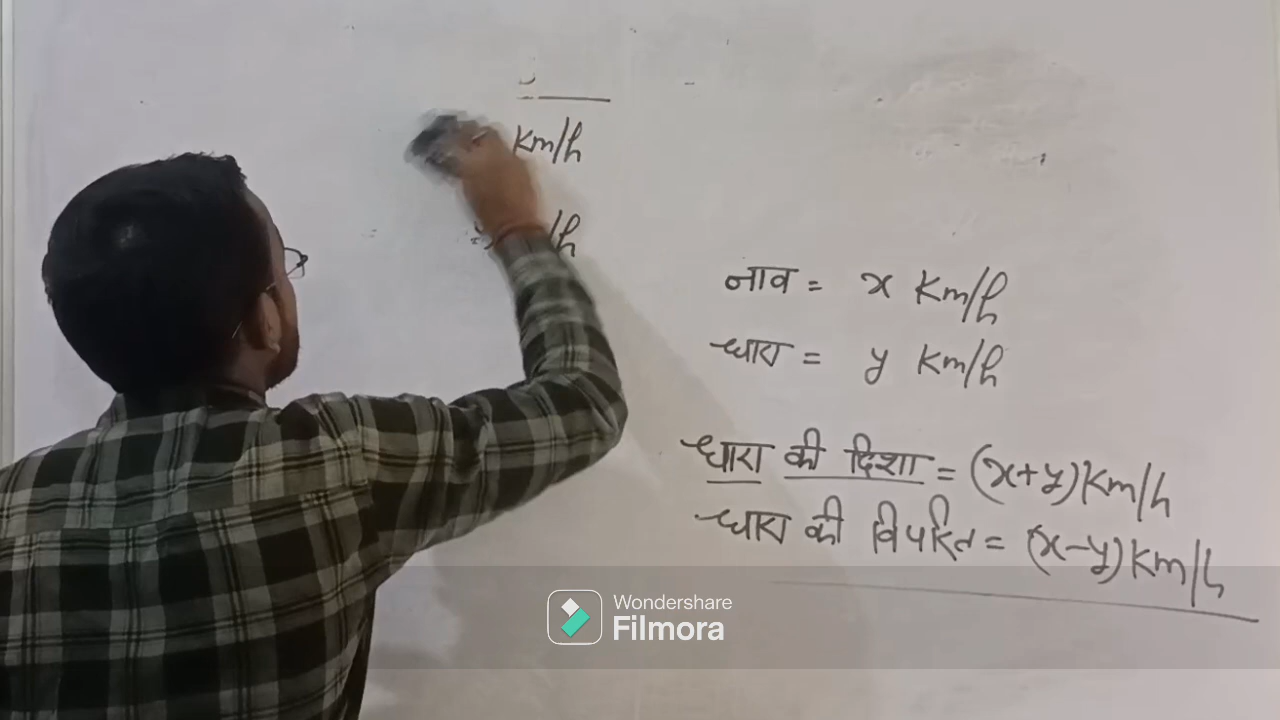 km/h
/h
नाव = x km/h
धारा = y km/h
धारा की दिशा = (x+y)km/h
धारा की विपरित = (x-y)km/h
Wondershare
Filmora